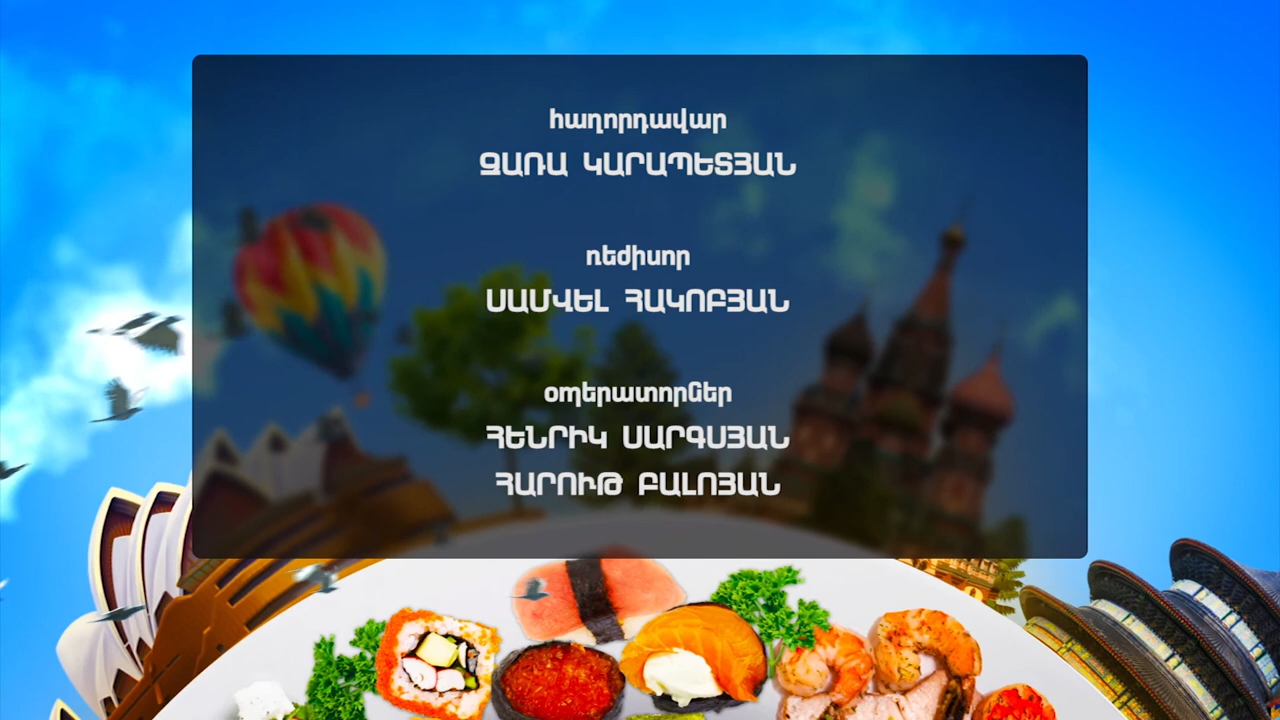 հաղորդավար
ԶԱՌԱ ԿԱՐԱՊԵՏՅԱՆ
ռեժիսոր
ՍԱՄՎԵԼ ՀԱԿՈԲՅԱՆ
օպերատորներ
ՀԵՆՐԻԿ ՍԱՐԳՍՅԱՆ
ՀԱՐՈՒԹ ԲԱԼՈՅԱՆ